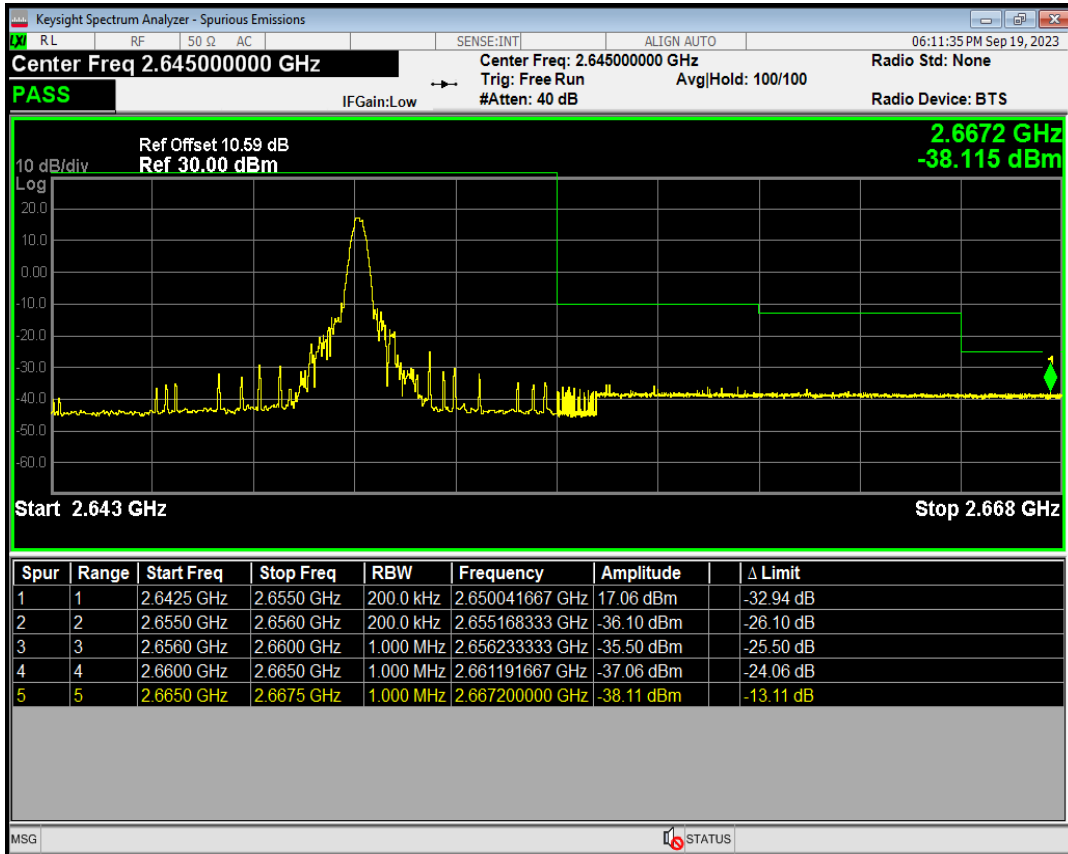 Keysight Spectrum Analyzer - Spurious Emissions
LXI RL RF 50 Ω AC SENSE:INT ALIGN AUTO 06:11:35 PM Sep 19, 2023
Center Freq 2.645000000 GHz Center Freq: 2.645000000 GHz Radio Std: None
Trig: Free Run Avg|Hold: 100/100
PASS IFGain:Low #Atten: 40 dB Radio Device: BTS
Ref Offset 10.59 dB 2.6672 GHz
10 dB/div Ref 30.00 dBm -38.115 dBm
Log
20.0
10.0
0.00
-10.0
-20.0
-30.0 1
-40.0
-50.0
-60.0
Start 2.643 GHz Stop 2.668 GHz
Spur Range Start Freq Stop Freq RBW Frequency Amplitude Δ Limit
1 1 2.6425 GHz 2.6550 GHz 200.0 kHz 2.650041667 GHz 17.06 dBm -32.94 dB
2 2 2.6550 GHz 2.6560 GHz 200.0 kHz 2.655168333 GHz -36.10 dBm -26.10 dB
3 3 2.6560 GHz 2.6600 GHz 1.000 MHz 2.656233333 GHz -35.50 dBm -25.50 dB
4 4 2.6600 GHz 2.6650 GHz 1.000 MHz 2.661191667 GHz -37.06 dBm -24.06 dB
5 5 2.6650 GHz 2.6675 GHz 1.000 MHz 2.667200000 GHz -38.11 dBm -13.11 dB
MSG STATUS